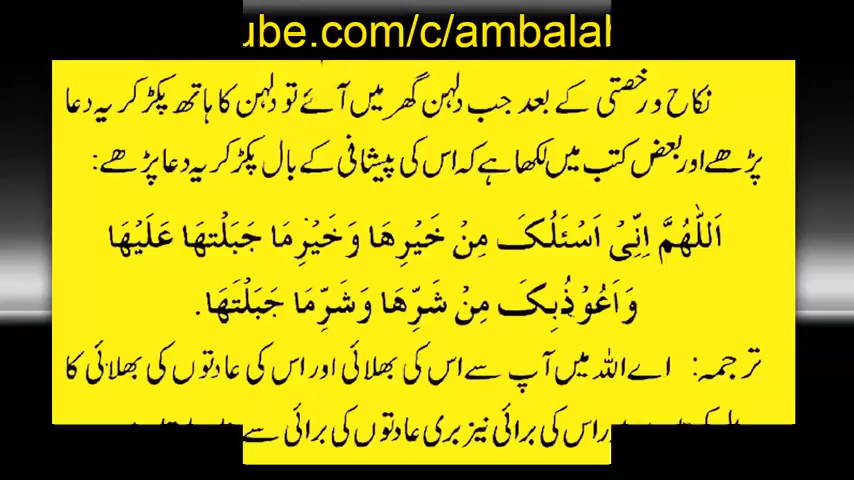 ube.com/c/ambalah
نکاح و رخصتی کے بعد جب دلہن گھر میں آئے تو دلہن کا ہاتھ پکڑ کر یہ دعا
پڑھے اور بعض کتب میں لکھا ہے کہ اس کی پیشانی کے بال پکڑ کر یہ دعا پڑھے:
اَللّٰهُمَّ اِنِّیْ اَسْئَلُکَ مِنْ خَیْرِهَا وَخَیْرِ مَا جَبَلْتهَا عَلَیْهَا
وَاَعُوْذُبِکَ مِنْ شَرِّهَا وَشَرِّ مَا جَبَلْتَهَا.
ترجمہ: اے اللہ میں آپ سے اس کی بھلائی اور اس کی عادتوں کی بھلائی کا
اس کی برائی نیز بری عادتوں کی برائی سے